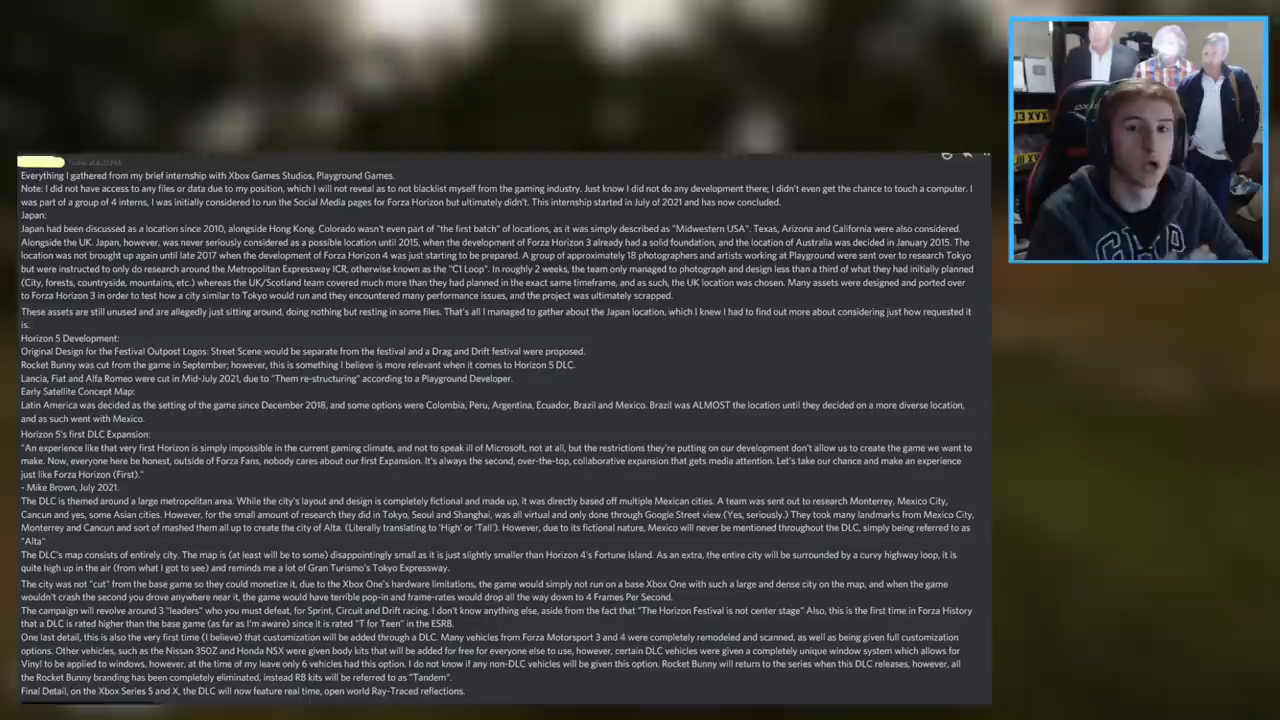 Everything I gathered from my brief internship with Xbox Games Studios, Playground Games.
Note: I did not have access to any files or data due to my position, which I will not reveal as to not blacklist myself from the gaming industry. Just know I did not do any development there; I didn't even get the chance to touch a computer. I
was part of a group of 4 interns, I was initially considered to run the Social Media pages for Forza Horizon but ultimately didn't. This internship started in July of 2021 and has now concluded.
Japan:
Japan had been discussed as a location since 2010, alongside Hong Kong. Colorado wasn't even part of "the first batch" of locations, as it was simply described as "Midwestern USA". Texas, Arizona and California were also considered.
Alongside the UK. Japan, however, was never seriously considered as a possible location until 2015, when the development of Forza Horizon 3 already had a solid foundation, and the location of Australia was decided in January 2015. The
location was not brought up again until late 2017 when the development of Forza Horizon 4 was just starting to be prepared. A group of approximately 18 photographers and artists working at Playground were sent over to research Tokyo
but were instructed to only do research around the Metropolitan Expressway ICR, otherwise known as the "C1 Loop". In roughly 2 weeks, the team only managed to photograph and design less than a third of what they had initially planned
(City, forests, countryside, mountains, etc.) whereas the UK/Scotland team covered much more than they had planned in the exact same timeframe, and as such, the UK location was chosen. Many assets were designed and ported over
to Forza Horizon 3 in order to test how a city similar to Tokyo would run and they encountered many performance issues, and the project was ultimately scrapped.
These assets are still unused and are allegedly just sitting around, doing nothing but resting in some files. That's all I managed to gather about the Japan location, which I knew I had to find out more about considering just how requested it
is.
Horizon 5 Development:
Original Design for the Festival Outpost Logos: Street Scene would be separate from the festival and a Drag and Drift festival were proposed.
Rocket Bunny was cut from the game in September; however, this is something I believe is more relevant when it comes to Horizon 5 DLC.
Lancia, Fiat and Alfa Romeo were cut in Mid-July 2021, due to "Them re-structuring" according to a Playground Developer.
Early Satellite Concept Map:
Latin America was decided as the setting of the game since December 2018, and some options were Colombia, Peru, Argentina, Ecuador, Brazil and Mexico. Brazil was ALMOST the location until they decided on a more diverse location,
and as such went with Mexico.
Horizon 5's first DLC Expansion:
"An experience like that very first Horizon is simply impossible in the current gaming climate, and not to speak ill of Microsoft, not at all, but the restrictions they're putting on our development don't allow us to create the game we want to
make. Now, everyone here be honest, outside of Forza Fans, nobody cares about our first Expansion. It's always the second, over-the-top, collaborative expansion that gets media attention. Let's take our chance and make an experience
just like Forza Horizon (First)."
- Mike Brown, July 2021.
The DLC is themed around a large metropolitan area. While the city's layout and design is completely fictional and made up, it was directly based off multiple Mexican cities. A team was sent out to research Monterrey, Mexico City,
Cancun and yes, some Asian cities. However, for the small amount of research they did in Tokyo, Seoul and Shanghai, was all virtual and only done through Google Street view (Yes, seriously.) They took many landmarks from Mexico City,
Monterrey and Cancun and sort of mashed them all up to create the city of Alta. (Literally translating to 'High' or 'Tall'). However, due to its fictional nature, Mexico will never be mentioned throughout the DLC, simply being referred to as
"Alta"
The DLC's map consists of entirely city. The map is (at least will be to some) disappointingly small as it is just slightly smaller than Horizon 4's Fortune Island. As an extra, the entire city will be surrounded by a curvy highway loop, it is
quite high up in the air (from what I got to see) and reminds me a lot of Gran Turismo's Tokyo Expressway.
The city was not "cut" from the base game so they could monetize it, due to the Xbox One's hardware limitations, the game would simply not run on a base Xbox One with such a large and dense city on the map, and when the game
wouldn't crash the second you drove anywhere near it, the game would have terrible pop-in and frame-rates would drop all the way down to 4 Frames Per Second.
The campaign will revolve around 3 "leaders" who you must defeat, for Sprint, Circuit and Drift racing. I don't know anything else, aside from the fact that "The Horizon Festival is not center stage" Also, this is the first time in Forza History
that a DLC is rated higher than the base game (as far as I'm aware) since it is rated "T for Teen" in the ESRB.
One last detail, this is also the very first time (I believe) that customization will be added through a DLC. Many vehicles from Forza Motorsport 3 and 4 were completely remodeled and scanned, as well as being given full customization
options. Other vehicles, such as the Nissan 350Z and Honda NSX were given body kits that will be added for free for everyone else to use, however, certain DLC vehicles were given a completely unique window system which allows for
Vinyl to be applied to windows, however, at the time of my leave only 6 vehicles had this option. I do not know if any non-DLC vehicles will be given this option. Rocket Bunny will return to the series when this DLC releases, however, all
the Rocket Bunny branding has been completely eliminated, instead RB kits will be referred to as "Tandem".
Final Detail, on the Xbox Series S and X, the DLC will now feature real time, open world Ray-Traced reflections.